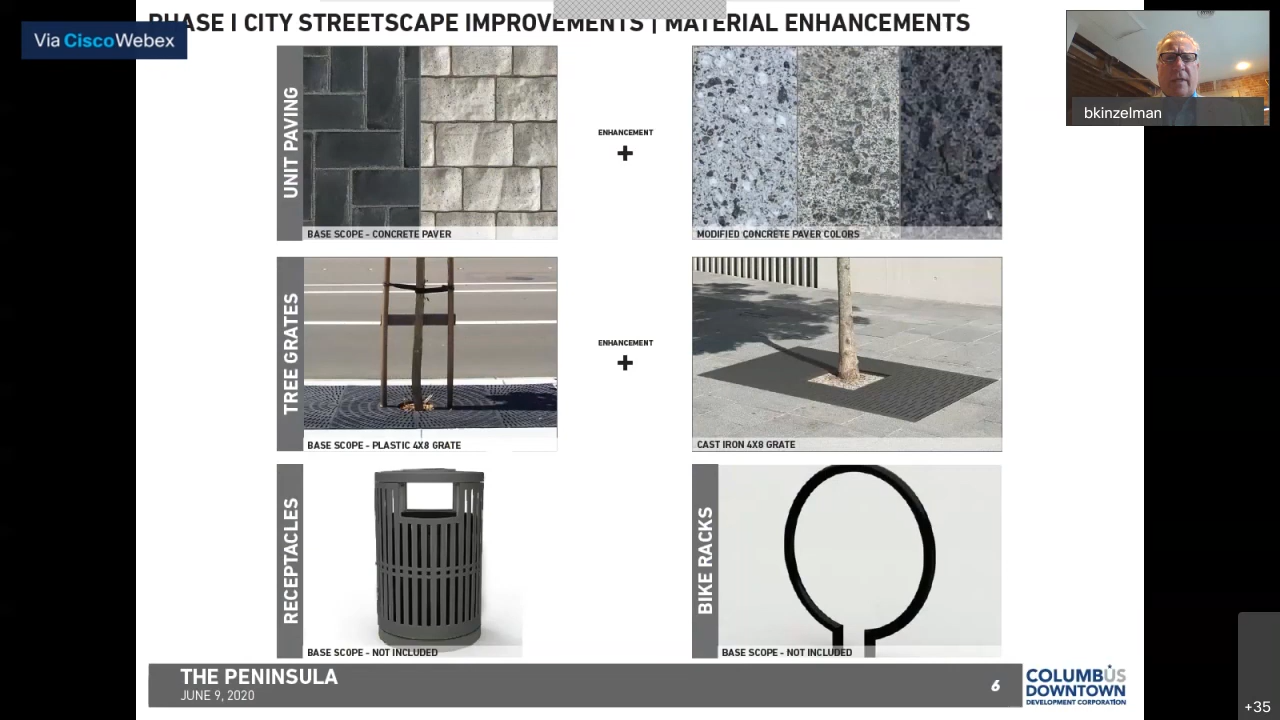 PHASE I CITY STREETSCAPE IMPROVEMENTS | MATERIAL ENHANCEMENTS
Via CiscoWebex
bkinzelman
UNIT PAVING
BASE SCOPE - CONCRETE PAVER
ENHANCEMENT
+
MODIFIED CONCRETE PAVER COLORS
TREE GRATES
BASE SCOPE - PLASTIC 4X8 GRATE
ENHANCEMENT
+
CAST IRON 4X8 GRATE
RECEPTACLES
BASE SCOPE - NOT INCLUDED
BIKE RACKS
BASE SCOPE - NOT INCLUDED
THE PENINSULA
JUNE 9, 2020
6
COLUMBUS
DOWNTOWN
DEVELOPMENT CORPORATION
+35